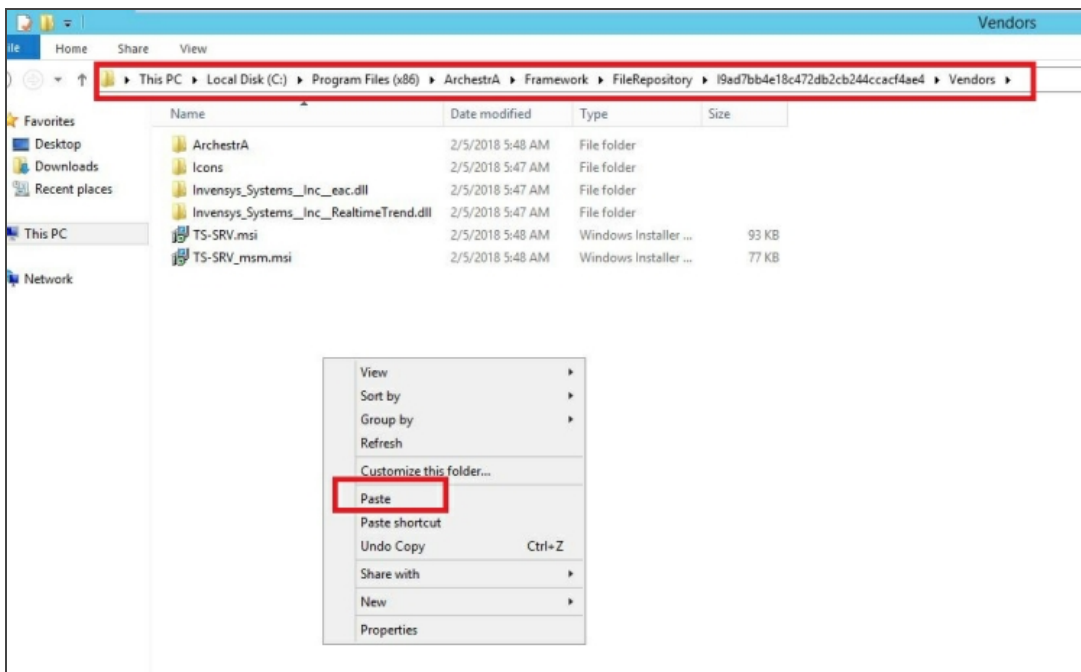 Vendors
ile Home Share View
This PC Local Disk (C:) Program Files (x86) ArchestrA Framework FileRepository I9ad7bb4e18c472db2cb244ccacf4ae4 Vendors
Favorites
Desktop
Downloads
Recent places
This PC
Network
Name Date modified Type Size
ArchestrA 2/5/2018 5:48 AM File folder
Icons 2/5/2018 5:47 AM File folder
Invensys_Systems__Inc__eac.dll 2/5/2018 5:47 AM File folder
Invensys_Systems__Inc__RealtimeTrend.dll 2/5/2018 5:47 AM File folder
TS-SRV.msi 2/5/2018 5:48 AM Windows Installer ... 93 KB
TS-SRV_msm.msi 2/5/2018 5:48 AM Windows Installer ... 77 KB
View
Sort by
Group by
Refresh
Customize this folder...
Paste
Paste shortcut
Undo Copy Ctrl+Z
Share with
New
Properties